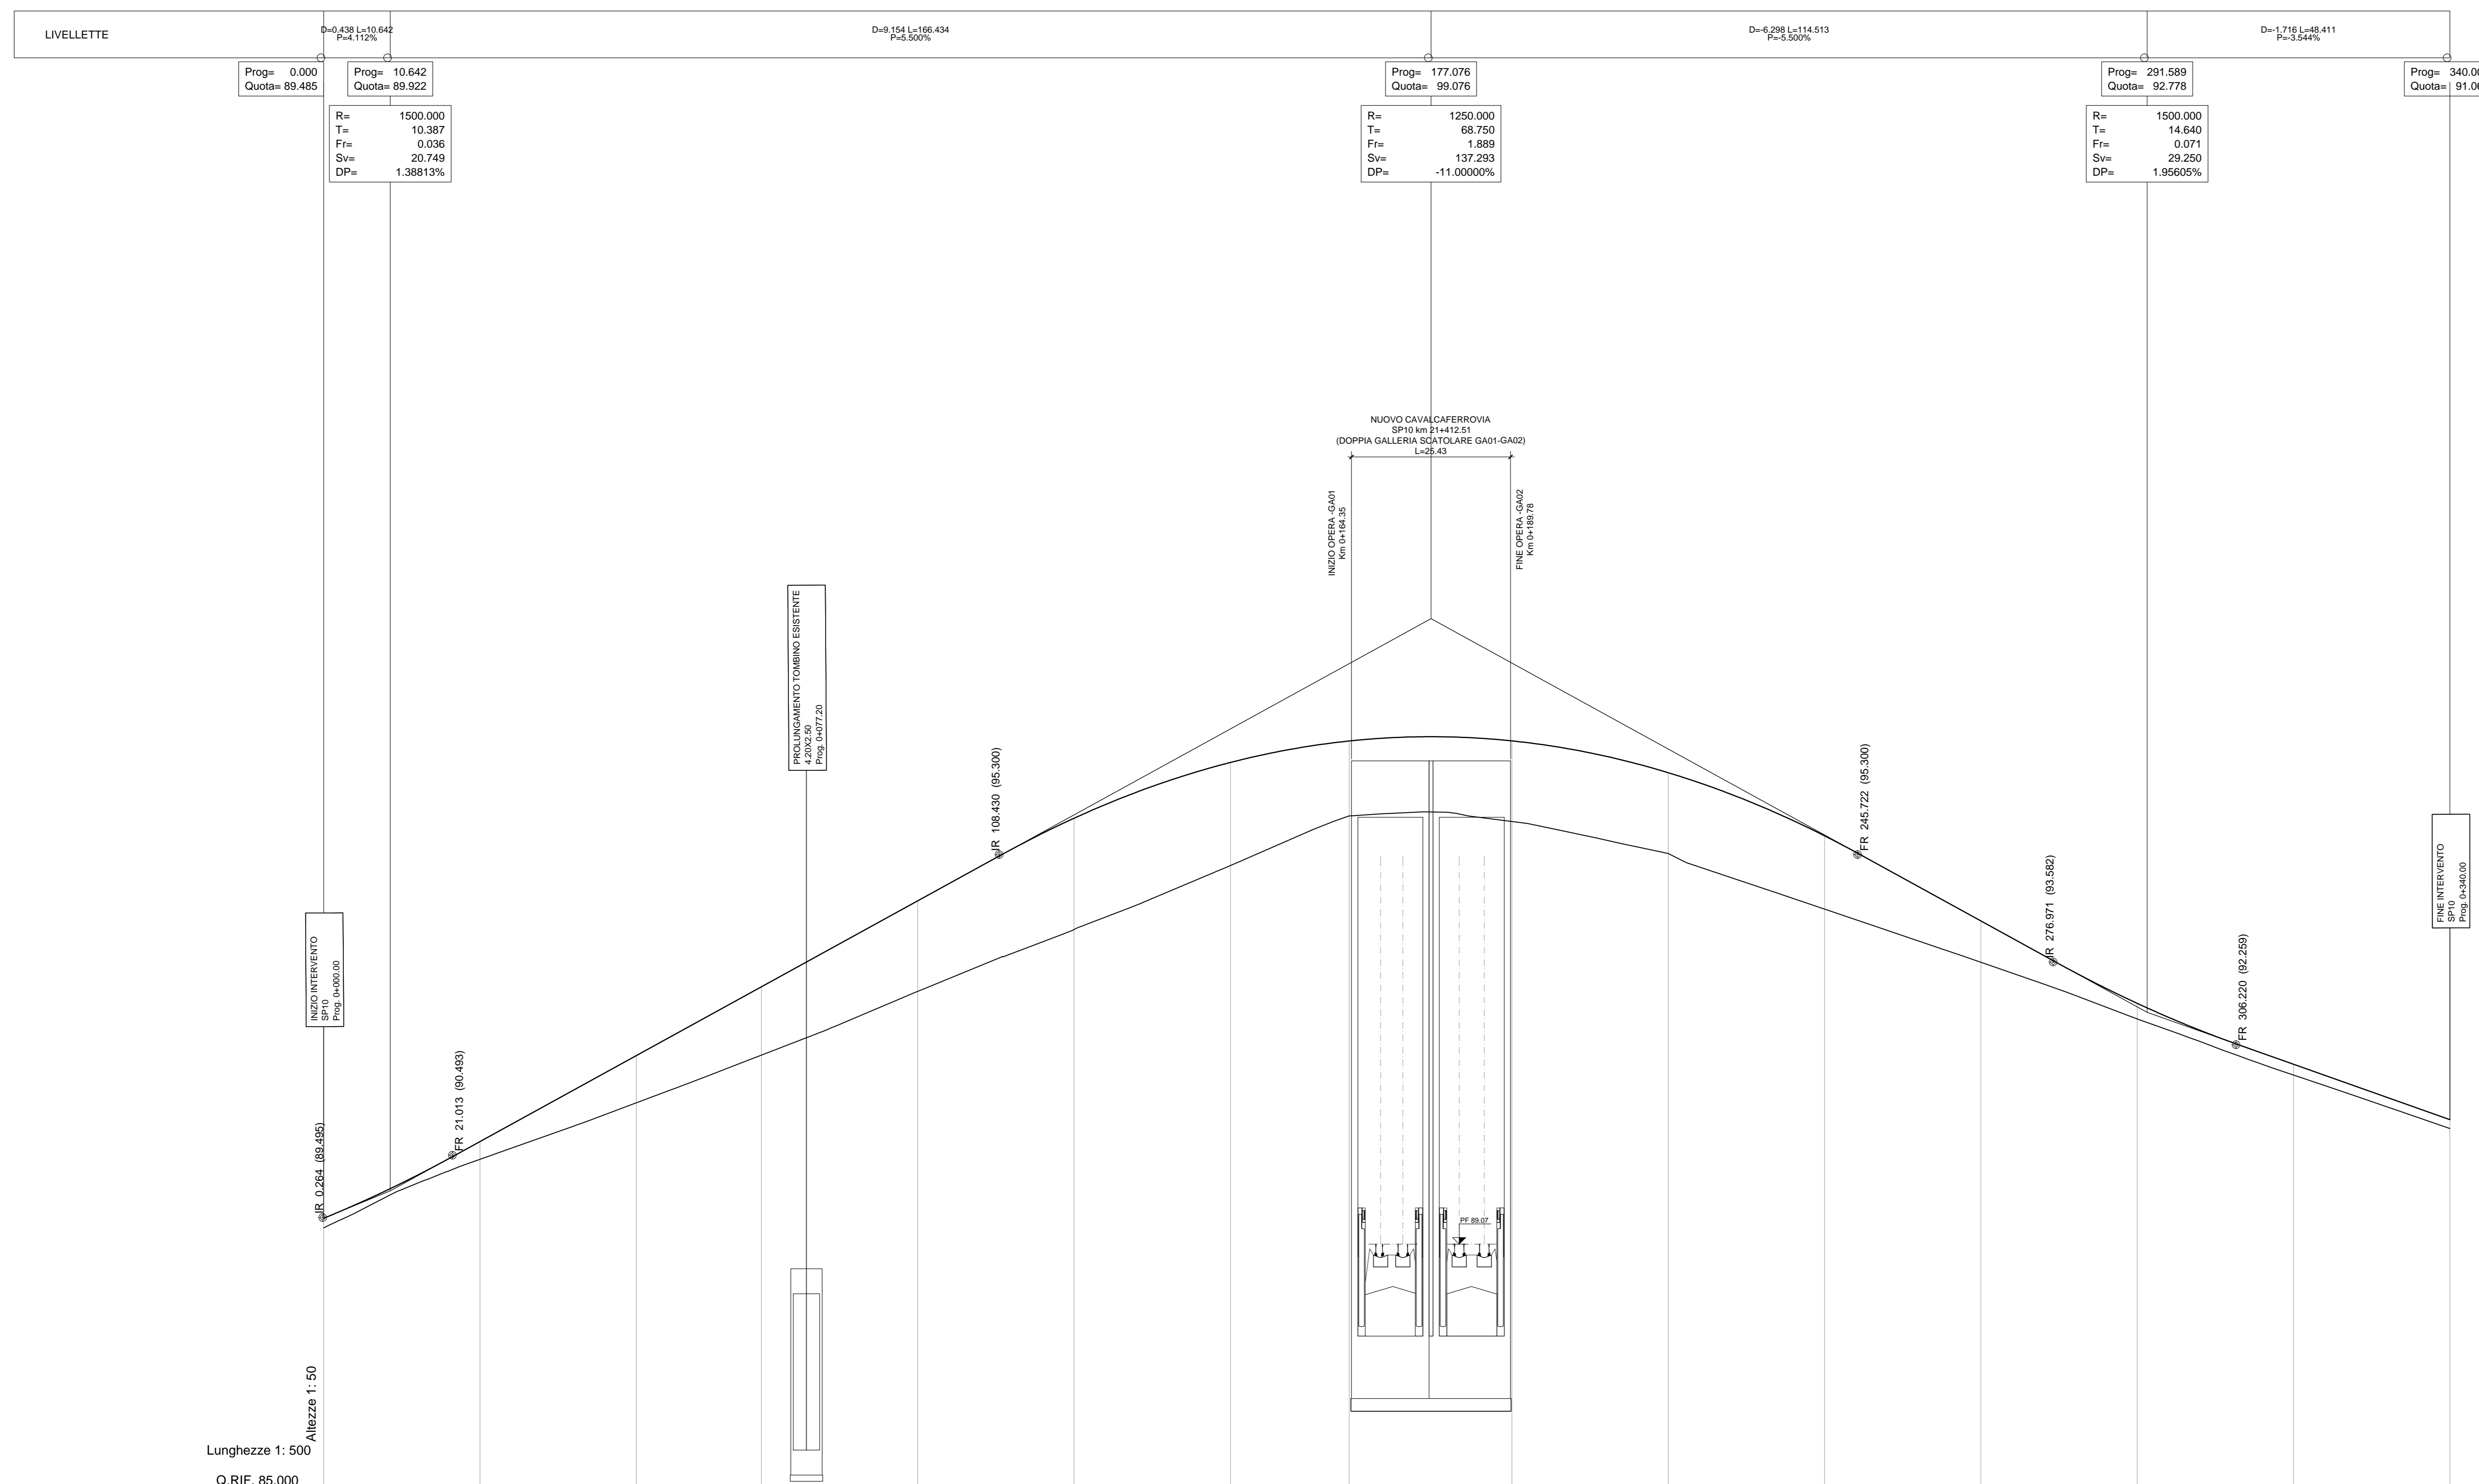 LIVELLETTE
D=0.438 L=10.642
P=4.112%
D=9.154 L=166.434
P=5.500%
D=-6.298 L=114.513
P=-5.500%
D=-1.716 L=48.411
P=-3.544%
Prog= 0.000
Quota= 89.485
Prog= 10.642
Quota= 89.922
Prog= 177.076
Quota= 99.076
Prog= 291.589
Quota= 92.778
Prog= 340.00
Quota= 91.06
R= 1500.000
T= 10.387
Fr= 0.036
Sv= 20.749
DP= 1.38813%
R= 1250.000
T= 68.750
Fr= 1.889
Sv= 137.293
DP= -11.00000%
R= 1500.000
T= 14.640
Fr= 0.071
Sv= 29.250
DP= 1.95605%
NUOVO CAVALCAFERROVIA
SP10 km 21+412.51
(DOPPIA GALLERIA SCATOLARE GA01-GA02)
L=25.43
INIZIO OPERA -GA01
Km 0+164.35
FINE OPERA -GA02
Km 0+189.78
PROLUNGAMENTO TOMBINO ESISTENTE
4.20X2.50
Prog. 0+077.20
IR 108.430 (95.300)
FR 245.722 (95.300)
IR 276.971 (93.582)
FR 306.220 (92.259)
FINE INTERVENTO
SP10
Prog. 0+340.00
INIZIO INTERVENTO
SP10
Prog. 0+000.00
FR 21.013 (90.493)
IR 0.264 (89.495)
PF 89.07
Altezze 1: 50
Lunghezze 1: 500
Q.RIF. 85.000